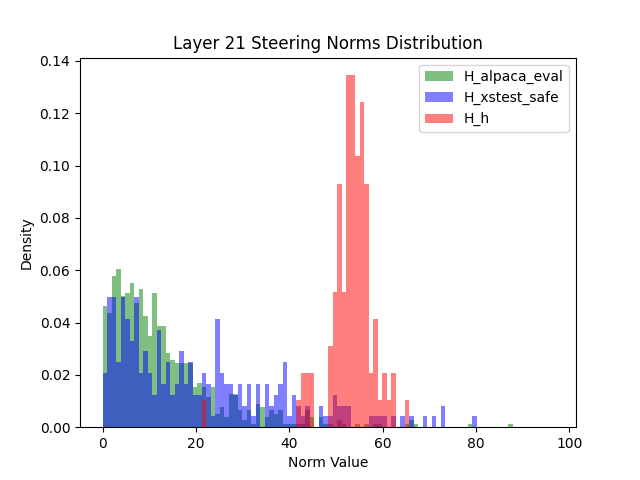 Layer 21 Steering Norms Distribution
H_alpaca_eval
H_xstest_safe
H_h
0.14
0.12
0.10
0.08
0.06
0.04
0.02
0.00
Density
0
20
40
60
80
100
Norm Value